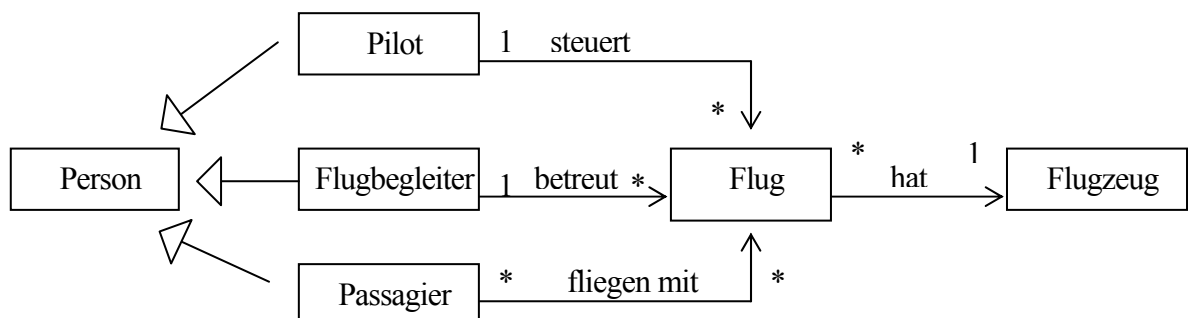 Pilot
1 steuert
*
Person
Flugbegleiter
1 betreut *
Flug
* hat 1
Flugzeug
Passagier
* fliegen mit *